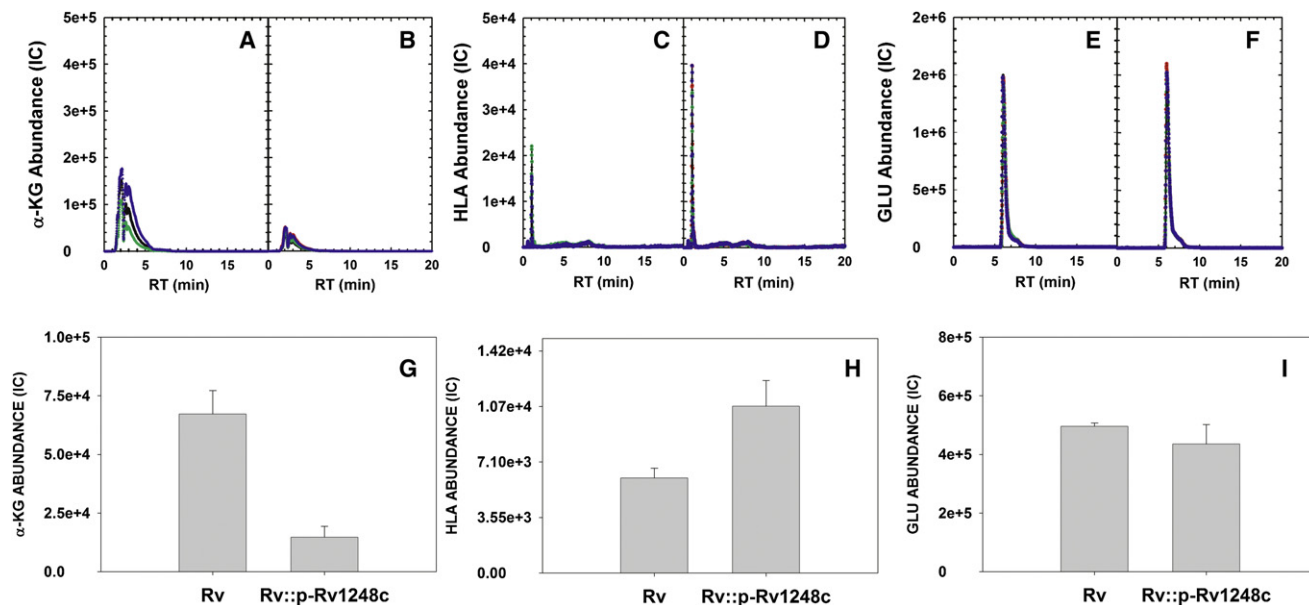 α-KG Abundance (IC)
5e+5
4e+5
3e+5
2e+5
1e+5
0
A
B
0 5 10 15 0 5 10 15 20
RT (min) RT (min)
HLA Abundance (IC)
5e+4
4e+4
3e+4
2e+4
1e+4
0
C
D
0 5 10 15 0 5 10 15 20
RT (min) RT (min)
GLU Abundance (IC)
2e+6
2e+6
1e+6
5e+5
0
E
F
0 5 10 15 0 5 10 15 20
RT (min) RT (min)
α-KG ABUNDANCE (IC)
1.0e+5
7.5e+4
5.0e+4
2.5e+4
0.0
G
Rv Rv::p-Rv1248c
HLA ABUNDANCE (IC)
1.42e+4
1.07e+4
7.10e+3
3.55e+3
0.00
H
Rv Rv::p-Rv1248c
GLU ABUNDANCE (IC)
8e+5
6e+5
4e+5
2e+5
I
Rv Rv::p-Rv1248c